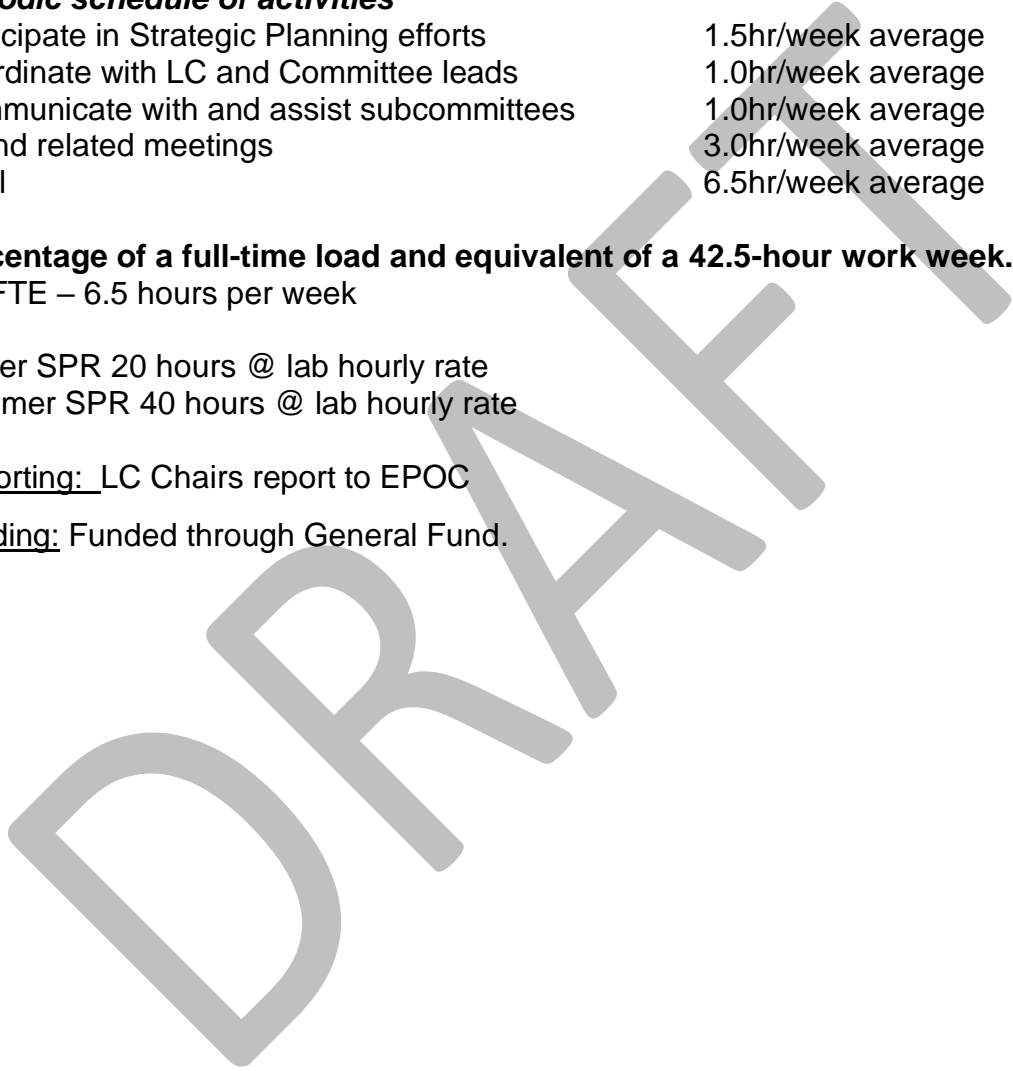 odic schedule of activities
cipate in Strategic Planning efforts 1.5hr/week average
rdinate with LC and Committee leads 1.0hr/week average
mmunicate with and assist subcommittees 1.0hr/week average
nd related meetings 3.0hr/week average
l 6.5hr/week average
centage of a full-time load and equivalent of a 42.5-hour work week.
FTE – 6.5 hours per week
er SPR 20 hours @ lab hourly rate
mer SPR 40 hours @ lab hourly rate
orting: LC Chairs report to EPOC
ding: Funded through General Fund.
DRAFT